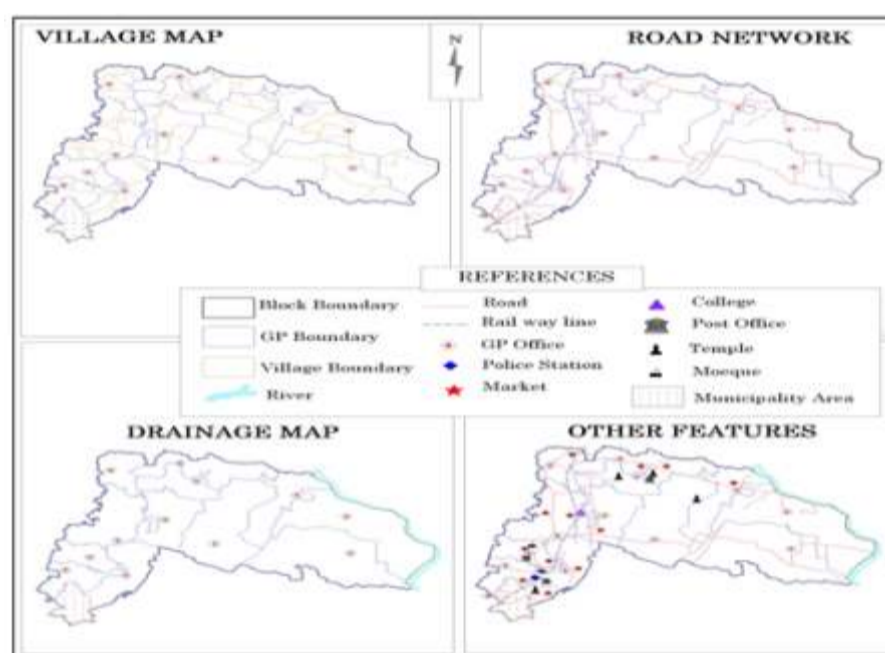 VILLAGE MAP
N
ROAD NETWORK
REFERENCES
Block Boundary
GP Boundary
Village Boundary
River
Road
Rail way line
GP Office
Police Station
Market
College
Post Office
Temple
Mosque
Municipality Area
DRAINAGE MAP
OTHER FEATURES